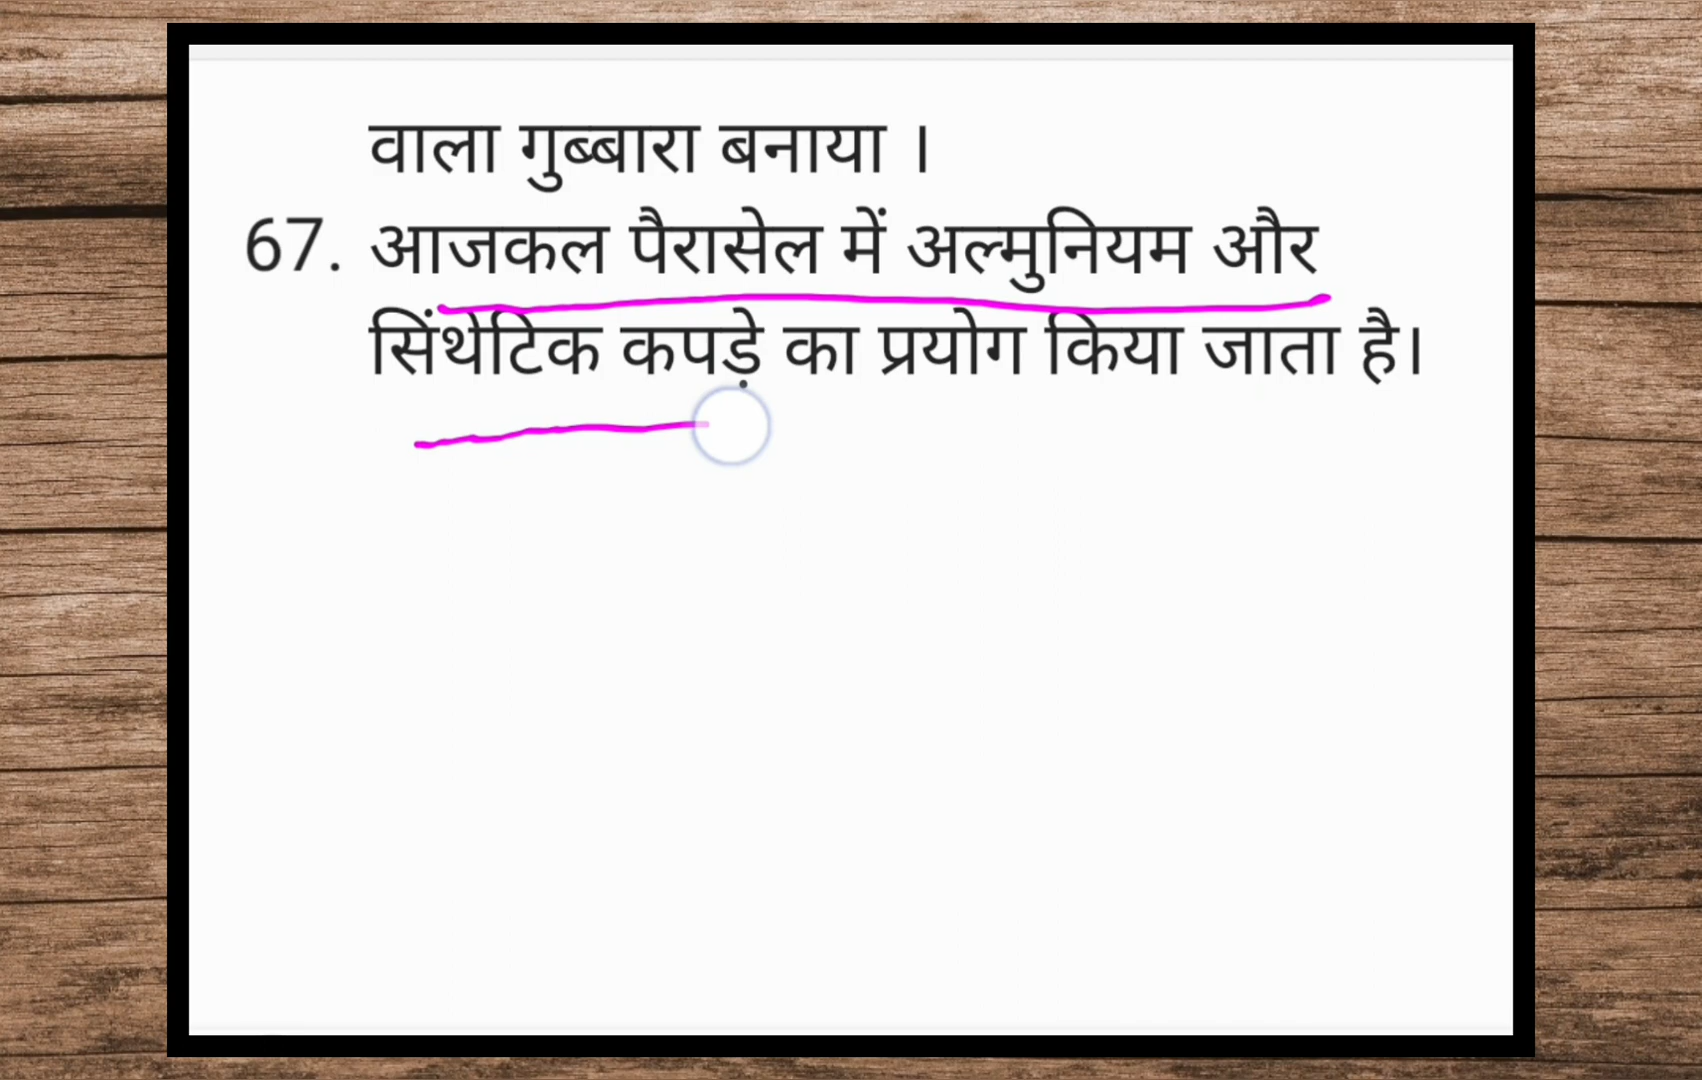 वाला गुब्बारा बनाया ।
67. आजकल पैरासेल में अल्मुनियम और
सिंथेटिक कपड़े का प्रयोग किया जाता है।